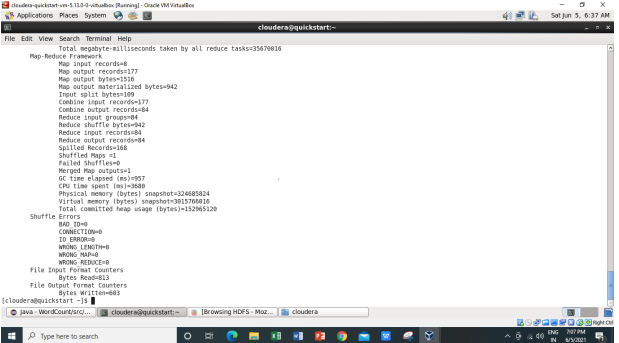 cloudera-quickstart-vm-5.13.0-0-virtualbox [Running] - Oracle VM VirtualBox
Applications Places System
Sat Jun 5, 6:37 AM
cloudera@quickstart:~
File Edit View Search Terminal Help
Total megabyte-milliseconds taken by all reduce tasks=35670016
Map-Reduce Framework
Map input records=8
Map output records=177
Map output bytes=1516
Map output materialized bytes=942
Input split bytes=109
Combine input records=177
Combine output records=84
Reduce input groups=84
Reduce shuffle bytes=942
Reduce input records=84
Reduce output records=84
Spilled Records=168
Shuffled Maps =1
Failed Shuffles=0
Merged Map outputs=1
GC time elapsed (ms)=957
CPU time spent (ms)=3680
Physical memory (bytes) snapshot=324685824
Virtual memory (bytes) snapshot=3015766016
Total committed heap usage (bytes)=152965120
Shuffle Errors
BAD_ID=0
CONNECTION=0
IO_ERROR=0
WRONG_LENGTH=0
WRONG_MAP=0
WRONG_REDUCE=0
File Input Format Counters
Bytes Read=813
File Output Format Counters
Bytes Written=603
[cloudera@quickstart ~]$
Java - WordCount/src/... cloudera@quickstart:~ [Browsing HDFS - Moz... cloudera
Right Ctrl
Type here to search
ENG 7:07 PM
IN 6/5/2021